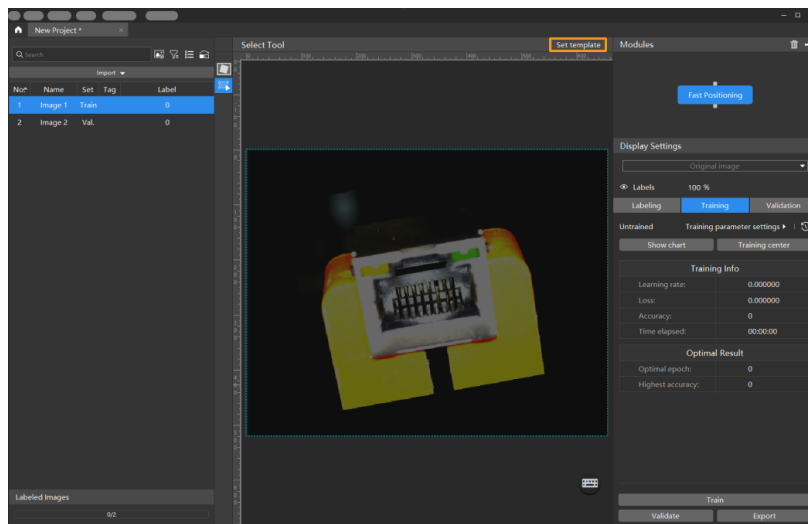 New Project *
Search
Import
No.
Name
Set
Tag
Label
1 Image 1 Train 0
2 Image 2 Val. 0
Labeled Images
0/2
Select Tool
Set template
Modules
Fast Positioning
Display Settings
Original image
Labels 100 %
Labeling Training Validation
Untrained Training parameter settings
Show chart Training center
Training Info
Learning rate: 0.000000
Loss: 0.000000
Accuracy: 0
Time elapsed: 00:00:00
Optimal Result
Optimal epoch: 0
Highest accuracy: 0
Train
Validate Export